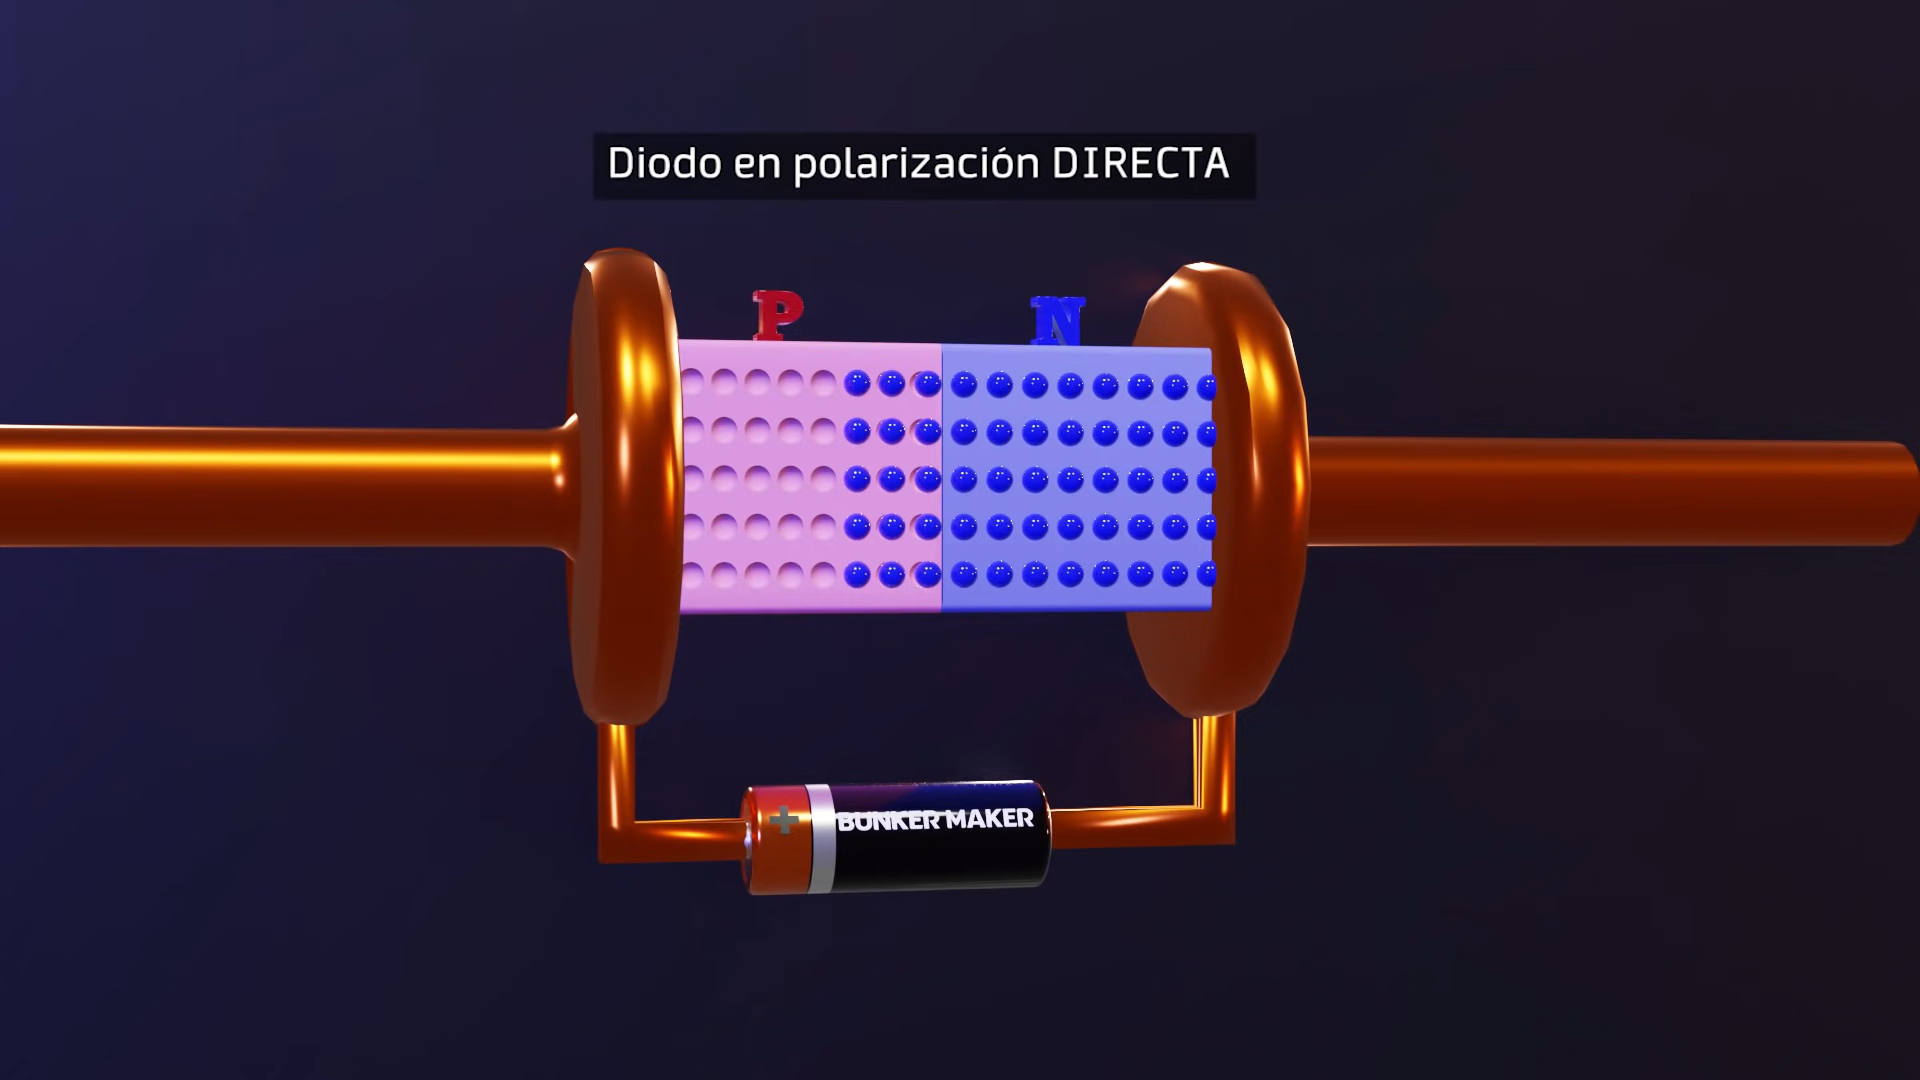 Diodo en polarización DIRECTA
P
N
+
BUNKER MAKER